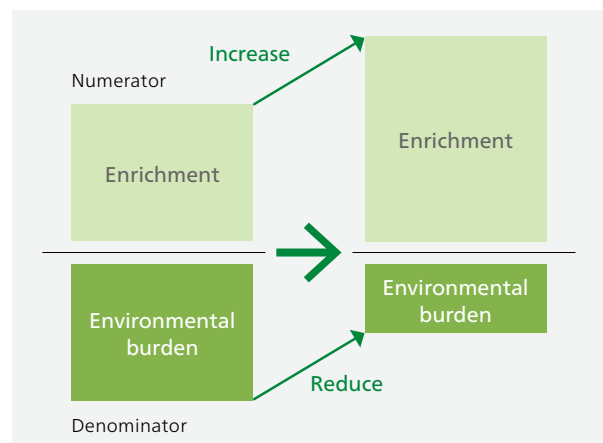 Increase
Numerator
Enrichment
Enrichment
Environmental
burden
Environmental
burden
Reduce
Denominator